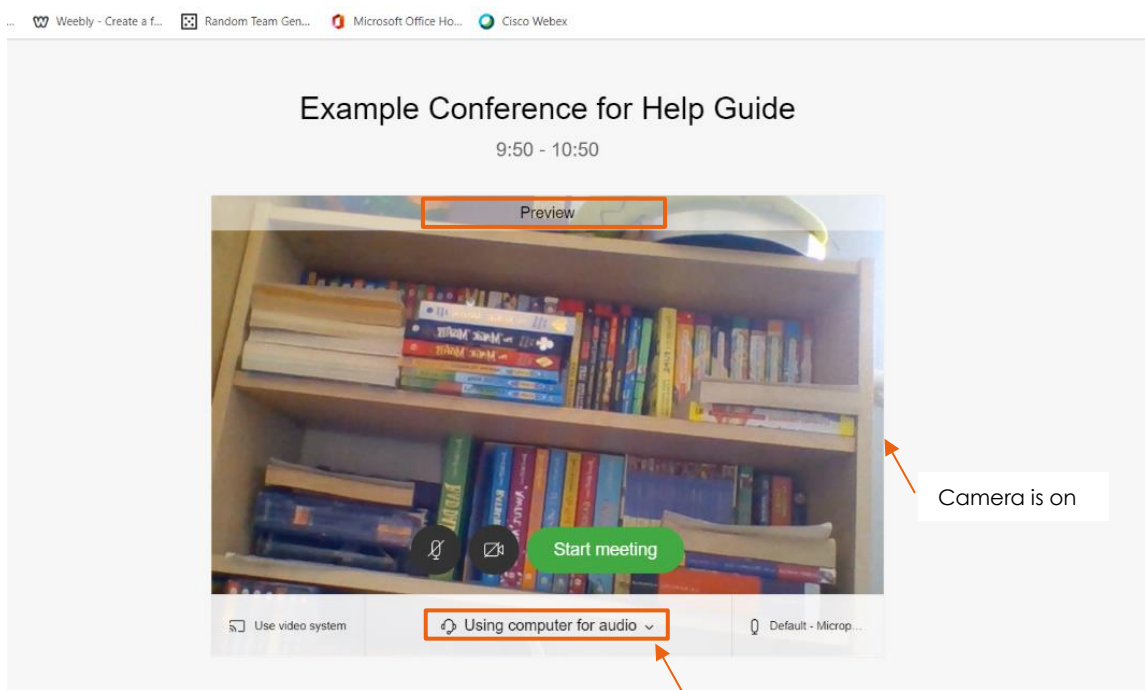 ... Weebly - Create a f... Random Team Gen... Microsoft Office Ho... Cisco Webex
Example Conference for Help Guide
9:50 - 10:50
Preview
Camera is on
Start meeting
Use video system Using computer for audio Default - Microp...